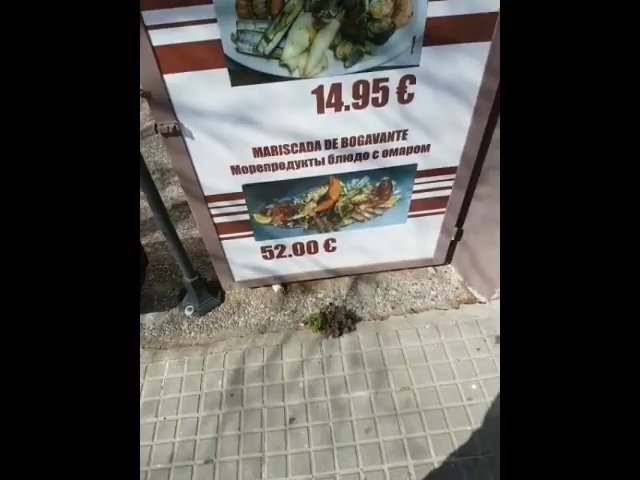 14.95 €
MARISCADA DE BOGAVANTE
Морепродукты блюдо с омаром
52.00 €